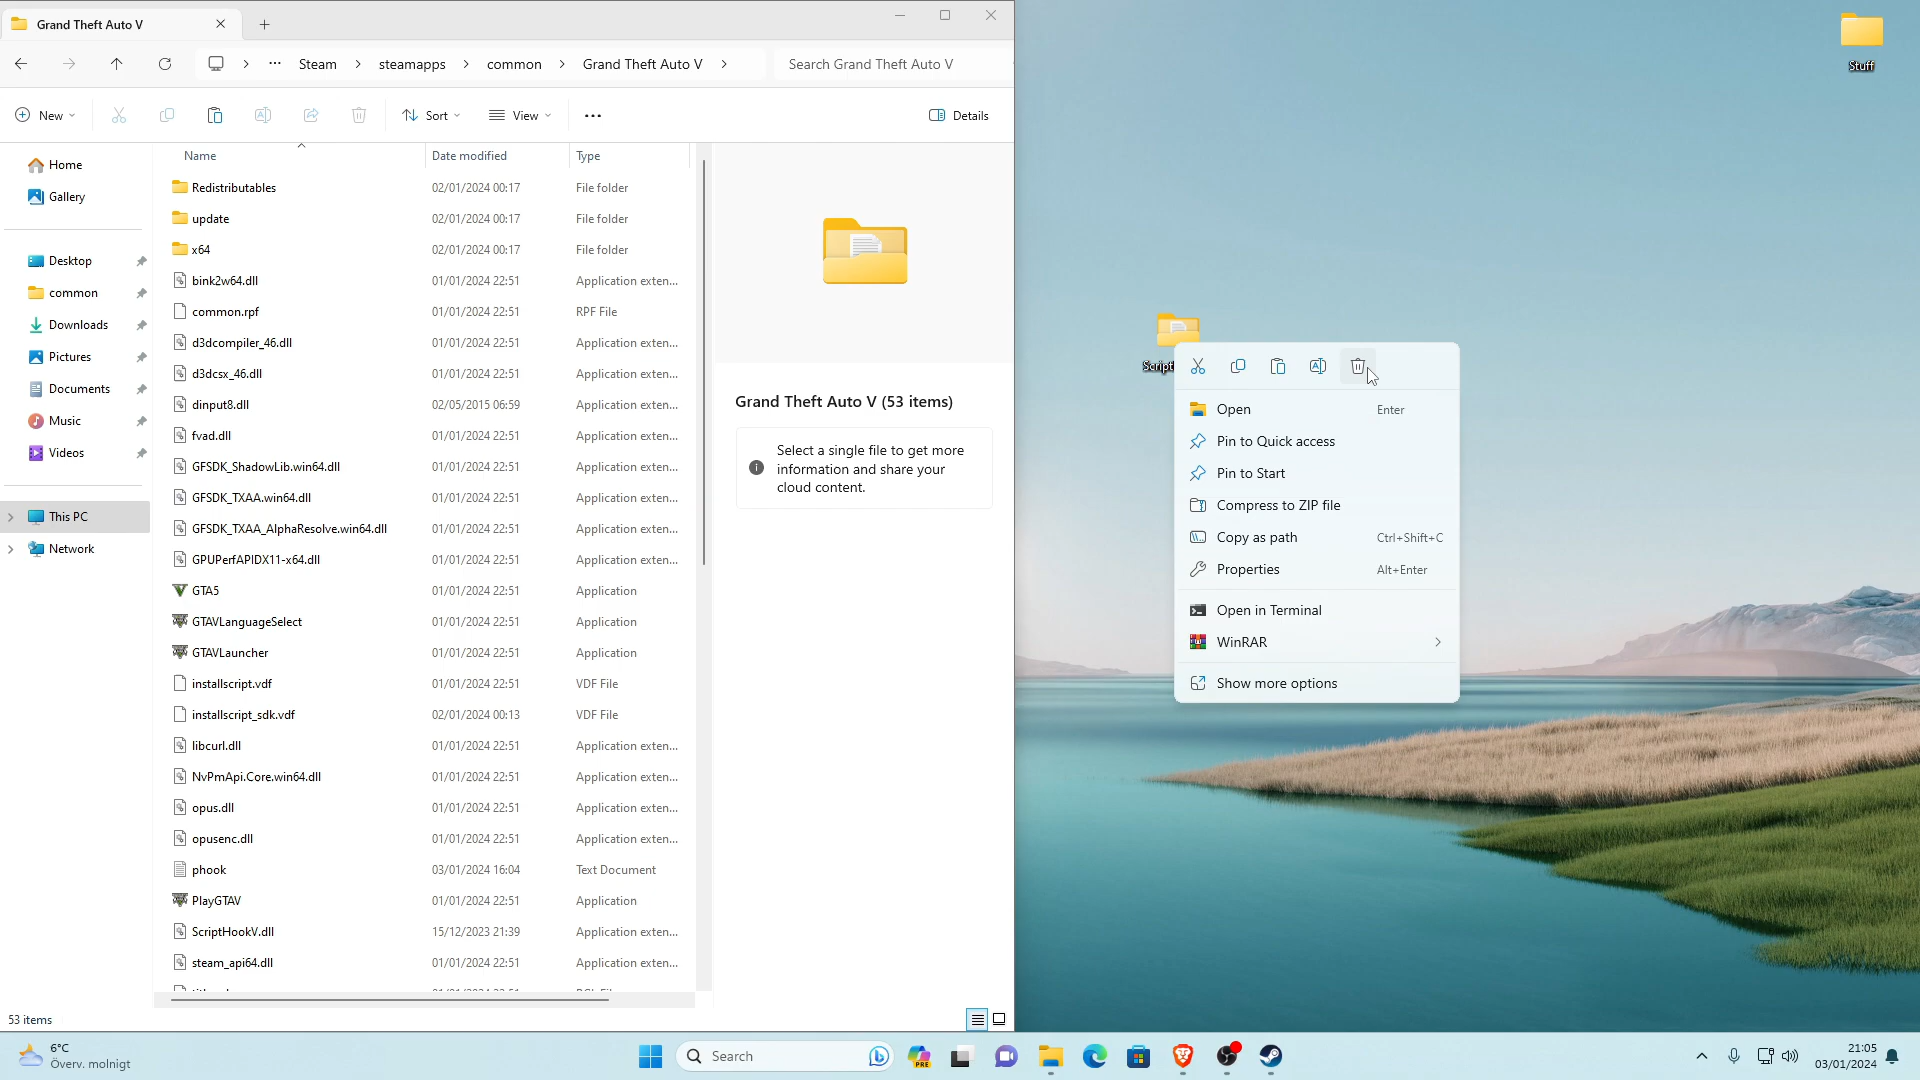 Grand Theft Auto V
Steam
steamapps
common
Grand Theft Auto V
Search Grand Theft Auto V
New
Sort
View
Details
Home
Gallery
Desktop
common
Downloads
Pictures
Documents
Music
Videos
This PC
Network
Name Date modified Type
Redistributables 02/01/2024 00:17 File folder
update 02/01/2024 00:17 File folder
x64 02/01/2024 00:17 File folder
bink2w64.dll 01/01/2024 22:51 Application exten...
common.rpf 01/01/2024 22:51 RPF File
d3dcompiler_46.dll 01/01/2024 22:51 Application exten...
d3dcsx_46.dll 01/01/2024 22:51 Application exten...
dinput8.dll 02/05/2015 06:59 Application exten...
fvad.dll 01/01/2024 22:51 Application exten...
GFSDK_ShadowLib.win64.dll 01/01/2024 22:51 Application exten...
GFSDK_TXAA.win64.dll 01/01/2024 22:51 Application exten...
GFSDK_TXAA_AlphaResolve.win64.dll 01/01/2024 22:51 Application exten...
GPUPerfAPIDX11-x64.dll 01/01/2024 22:51 Application exten...
GTA5 01/01/2024 22:51 Application
GTAVLanguageSelect 01/01/2024 22:51 Application
GTAVLauncher 01/01/2024 22:51 Application
installscript.vdf 01/01/2024 22:51 VDF File
installscript_sdk.vdf 02/01/2024 00:13 VDF File
libcurl.dll 01/01/2024 22:51 Application exten...
NvPmApi.Core.win64.dll 01/01/2024 22:51 Application exten...
opus.dll 01/01/2024 22:51 Application exten...
opusenc.dll 01/01/2024 22:51 Application exten...
phook 03/01/2024 16:04 Text Document
PlayGTAV 01/01/2024 22:51 Application
ScriptHookV.dll 15/12/2023 21:39 Application exten...
steam_api64.dll 01/01/2024 22:51 Application exten...
53 items
Grand Theft Auto V (53 items)
Select a single file to get more
information and share your
cloud content.
Stuff
Script
Open Enter
Pin to Quick access
Pin to Start
Compress to ZIP file
Copy as path Ctrl+Shift+C
Properties Alt+Enter
Open in Terminal
WinRAR
Show more options
6°C
Överv. molnigt
Search
PRE
21:05
03/01/2024